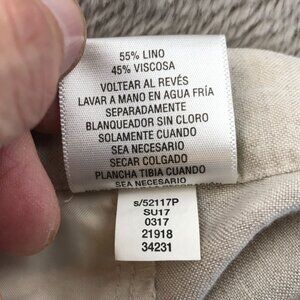 55% LINO
45% VISCOSA
VOLTEAR AL REVÉS
LAVAR A MANO EN AGUA FRÍA
SEPARADAMENTE
BLANQUEADOR SIN CLORO
SOLAMENTE CUANDO
SEA NECESARIO
SECAR COLGADO
PLANCHA TIBIA CUANDO
SEA NECESARIO
s/52117P
SU17
0317
21918
34231